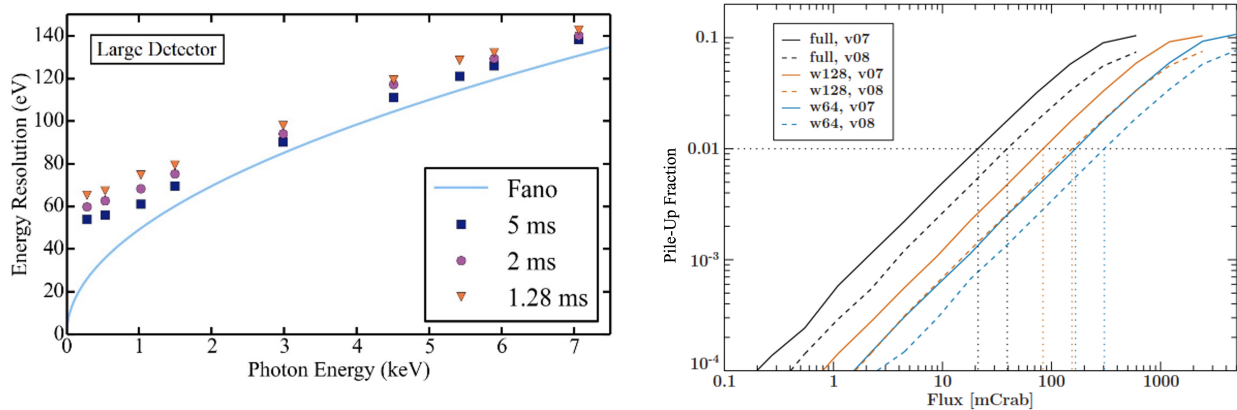 Large Detector
Energy Resolution (eV)
140
120
100
80
60
40
20
0
0 1 2 3 4 5 6 7
Photon Energy (keV)
Fano
5 ms
2 ms
1.28 ms
Pile-Up Fraction
0.1
0.01
10⁻³
10⁻⁴
full, v07
full, v08
w128, v07
w128, v08
w64, v07
w64, v08
0.1 1 10 100 1000
Flux [mCrab]